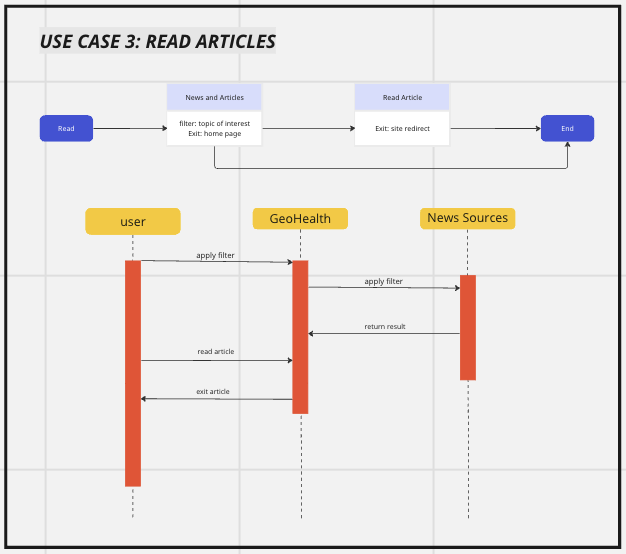 USE CASE 3: READ ARTICLES
News and Articles
Read Article
Read
filter: topic of interest
Exit: home page
Exit: site redirect
End
user
GeoHealth
News Sources
apply filter
apply filter
return result
read article
exit article